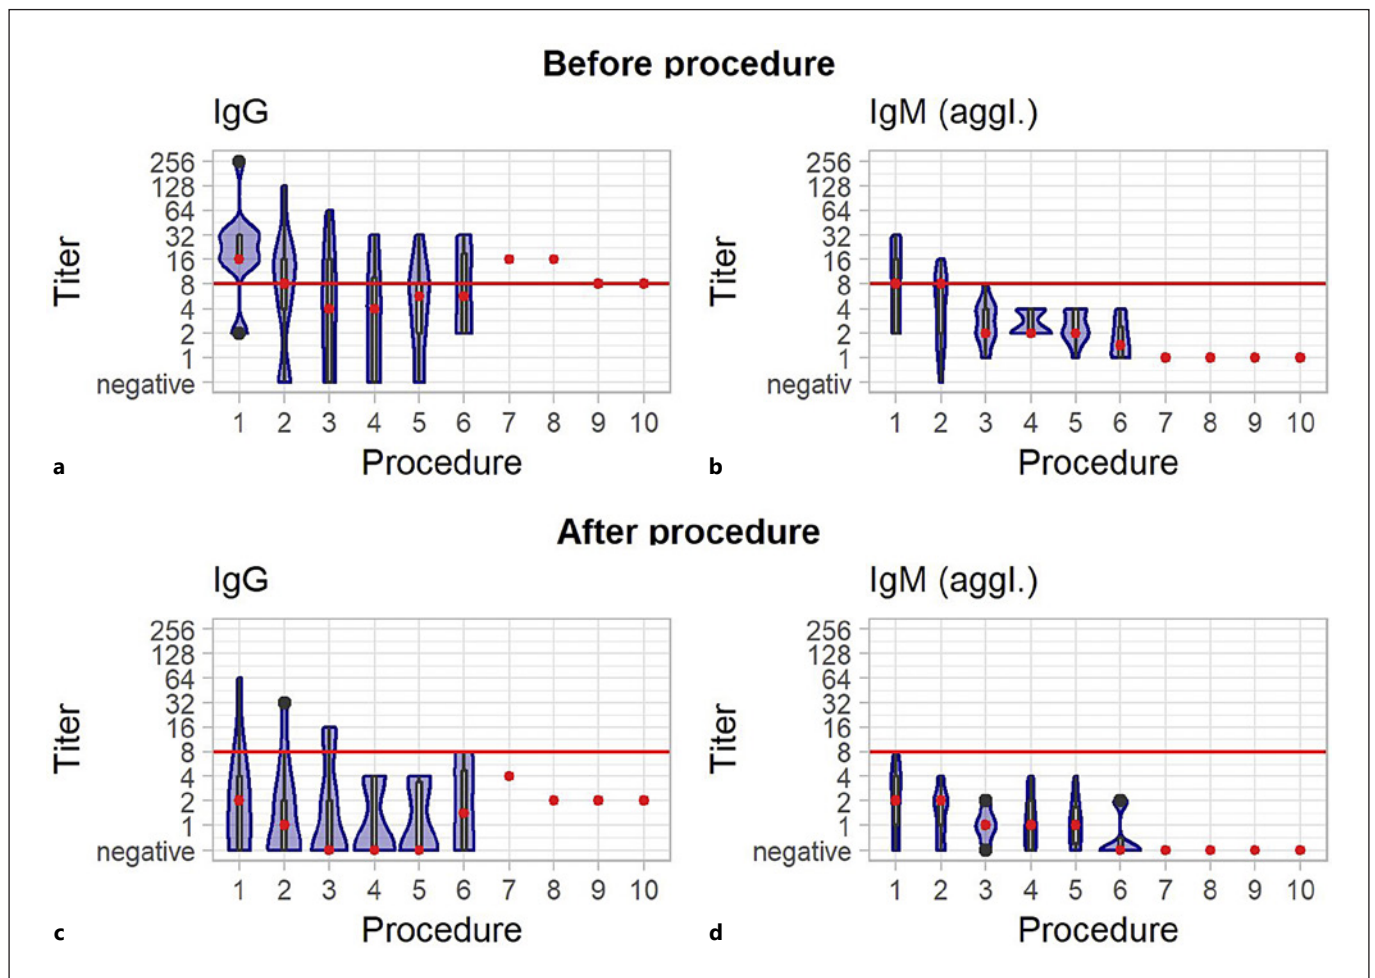 Before procedure
IgG
256
128
64
32
16
8
4
2
1
negative
Titer
1 2 3 4 5 6 7 8 9 10
Procedure
a
IgM (aggl.)
256
128
64
32
16
8
4
2
1
negativ
Titer
1 2 3 4 5 6 7 8 9 10
Procedure
b
After procedure
IgG
256
128
64
32
16
8
4
2
1
negative
Titer
1 2 3 4 5 6 7 8 9 10
Procedure
c
IgM (aggl.)
256
128
64
32
16
8
4
2
1
negative
Titer
1 2 3 4 5 6 7 8 9 10
Procedure
d